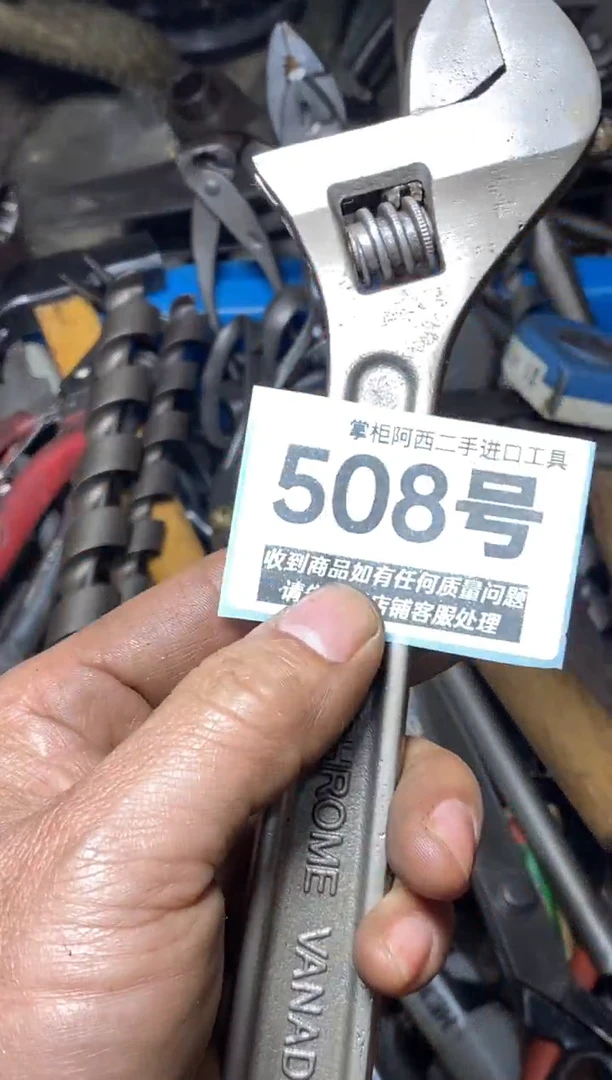 掌柜阿西二手进口工具
508号
收到商品如有任何质量问题
请 店铺客服处理
CHROME VANAD